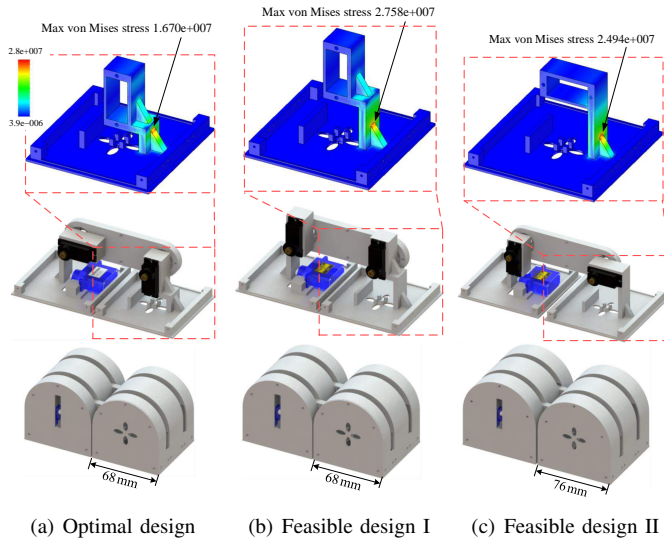 Max von Mises stress 1.670e+007
Max von Mises stress 2.758e+007
Max von Mises stress 2.494e+007
2.8e+007
3.9e−006
68 mm
68 mm
76 mm
(a) Optimal design
(b) Feasible design I
(c) Feasible design II